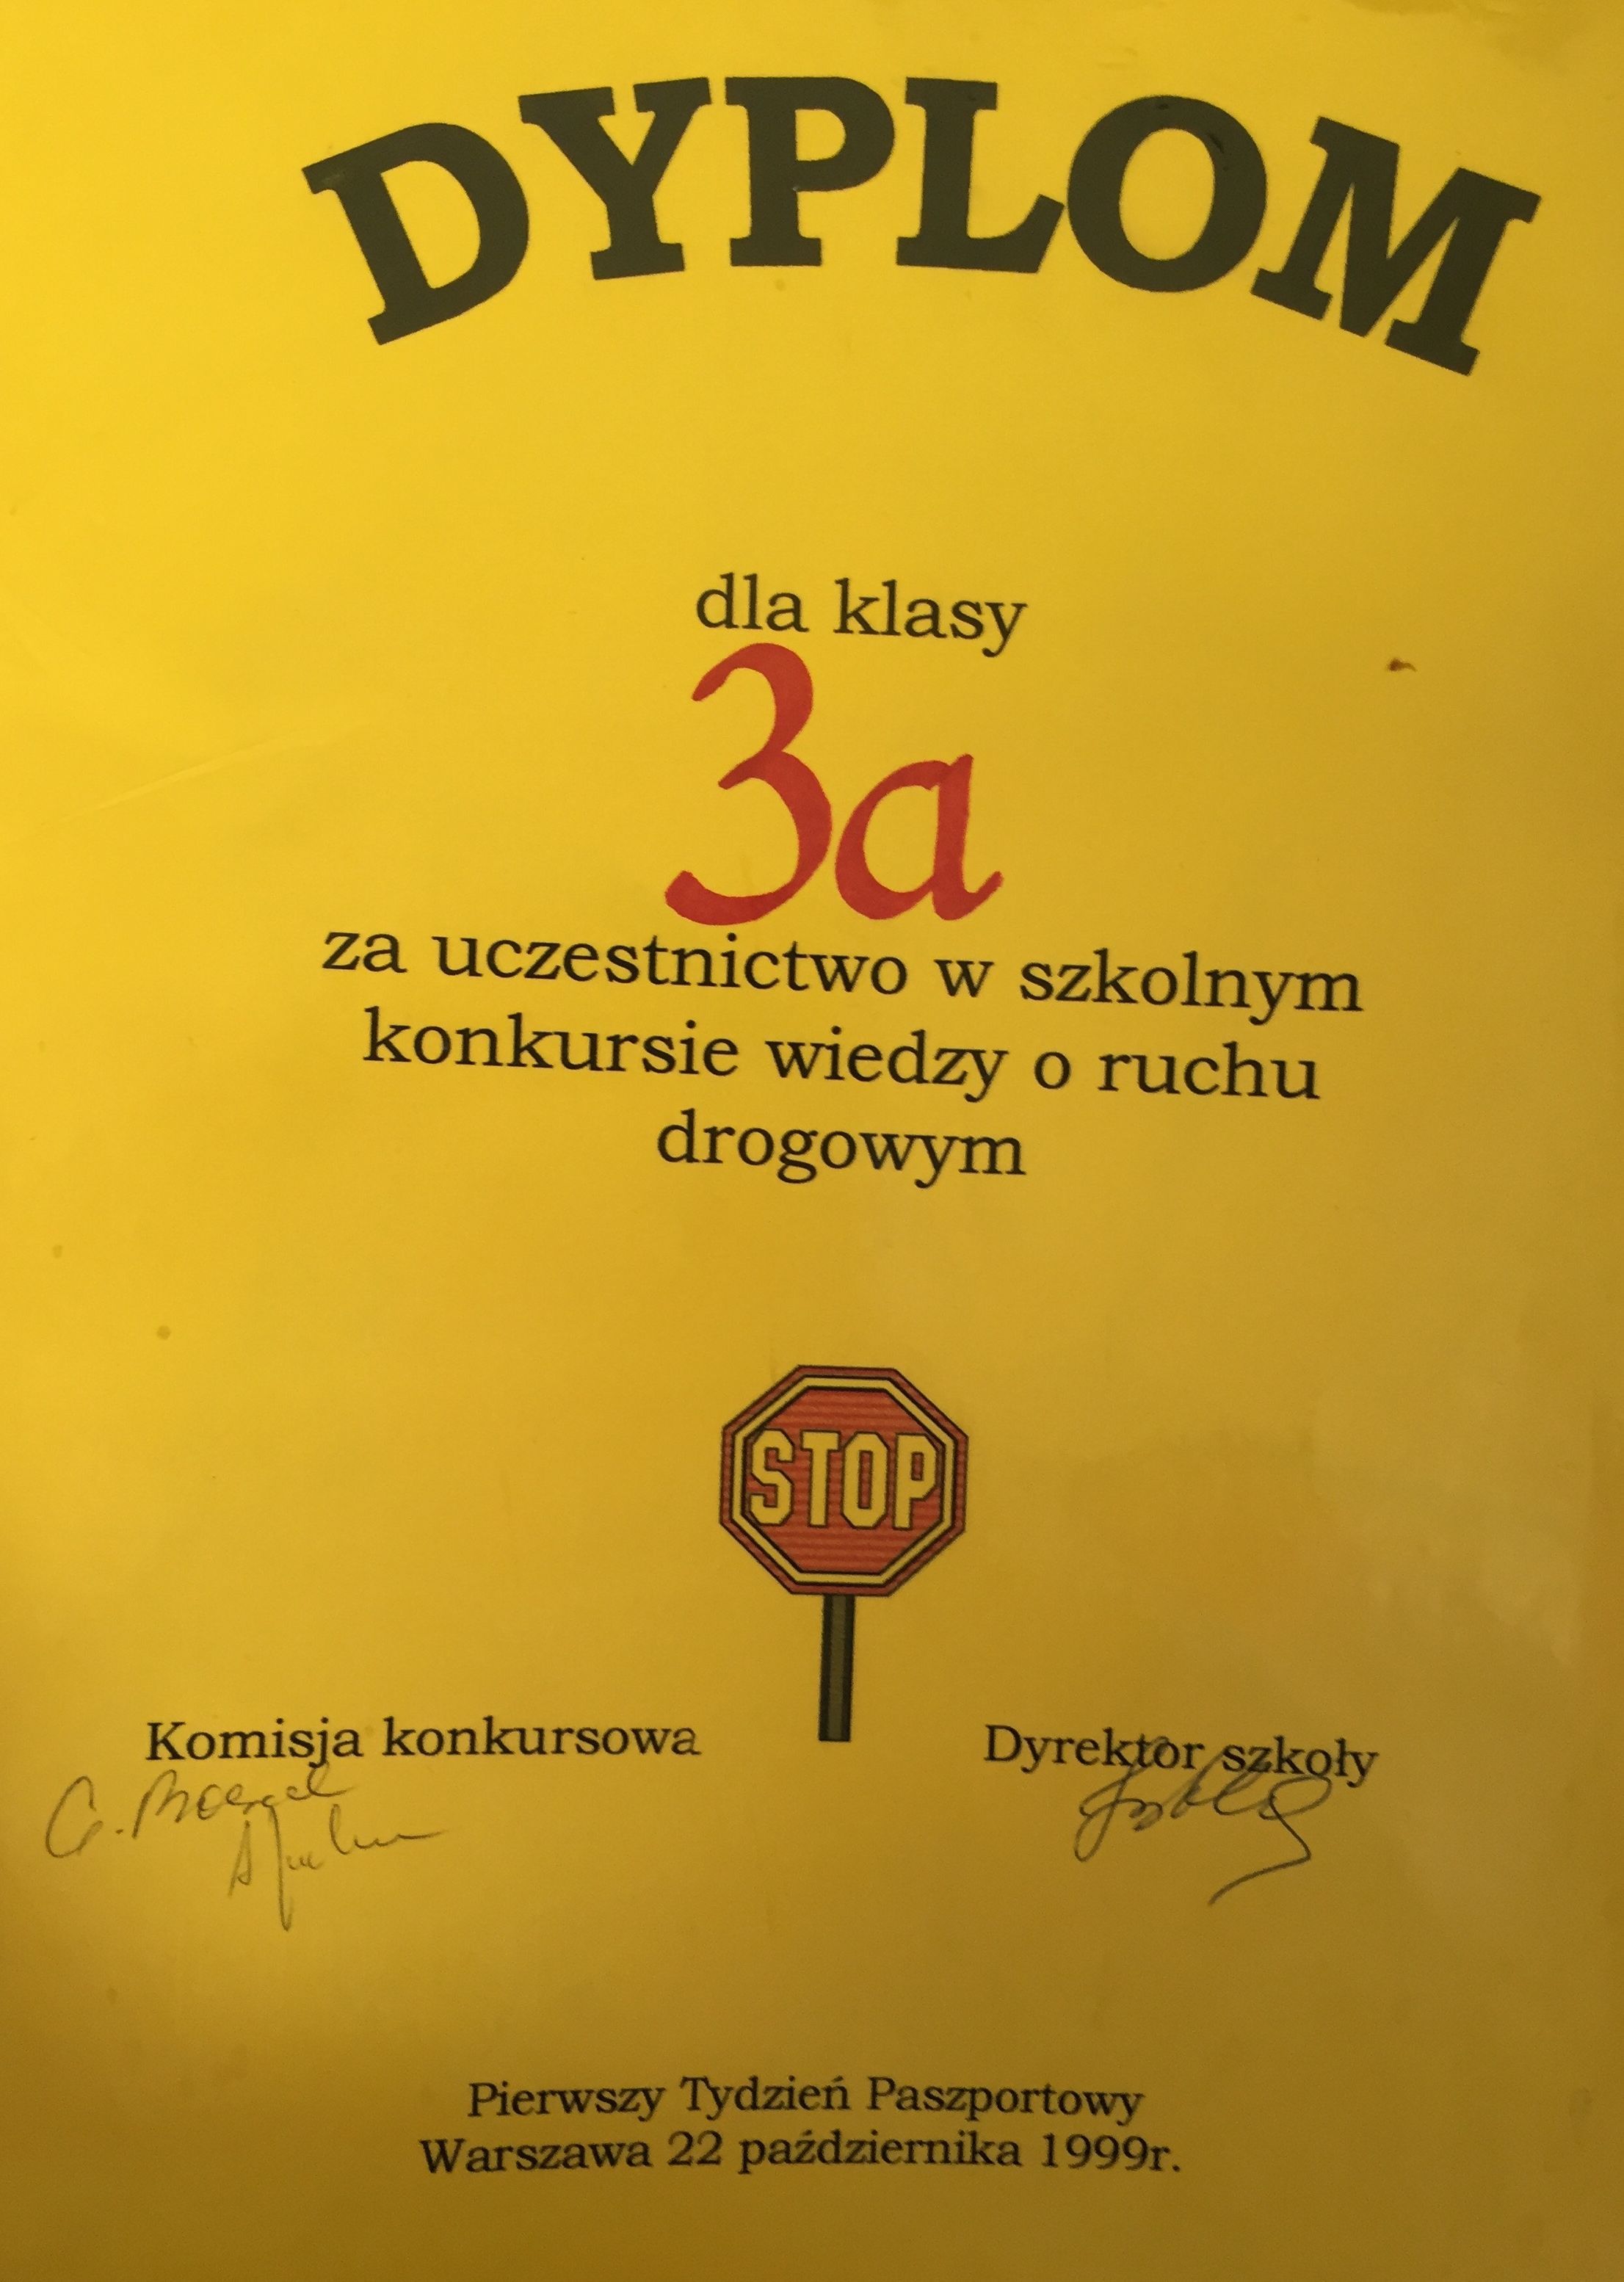 DYPLOM
dla klasy
3a
za uczestnictwo w szkolnym
konkursie wiedzy o ruchu
drogowym
STOP
Komisja konkursowa
Dyrektor szkoły
Pierwszy Tydzień Paszportowy
Warszawa 22 października 1999r.